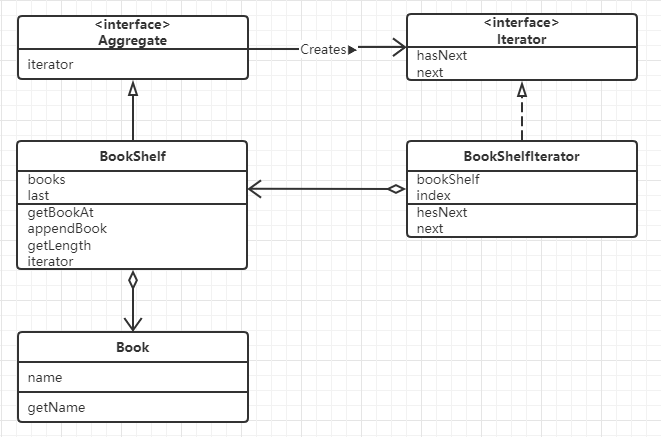 <interface>
Aggregate
iterator
Creates
<interface>
Iterator
hasNext
next
BookShelf
books
last
getBookAt
appendBook
getLength
iterator
BookShelfIterator
bookShelf
index
hesNext
next
Book
name
getName